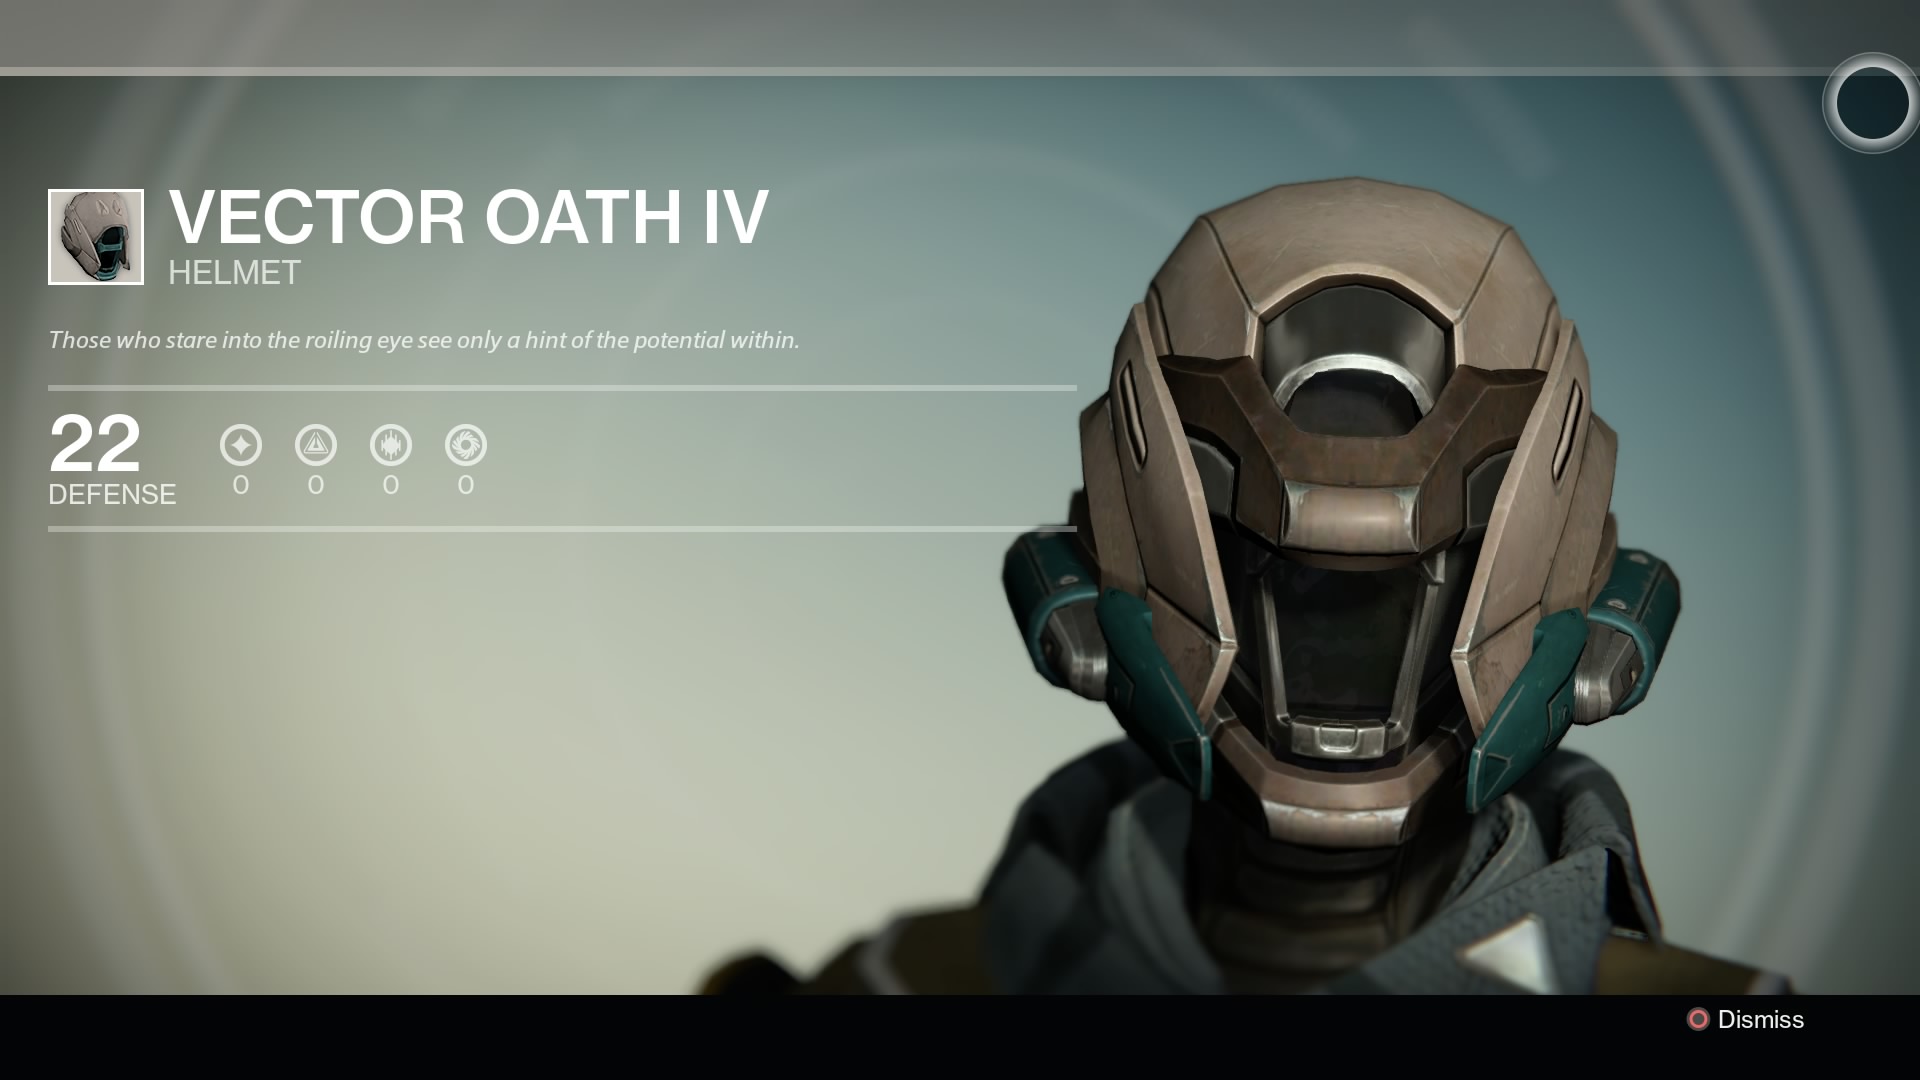 VECTOR OATH IV
HELMET
Those who stare into the roiling eye see only a hint of the potential within.
22
DEFENSE
0 0 0 0
Dismiss